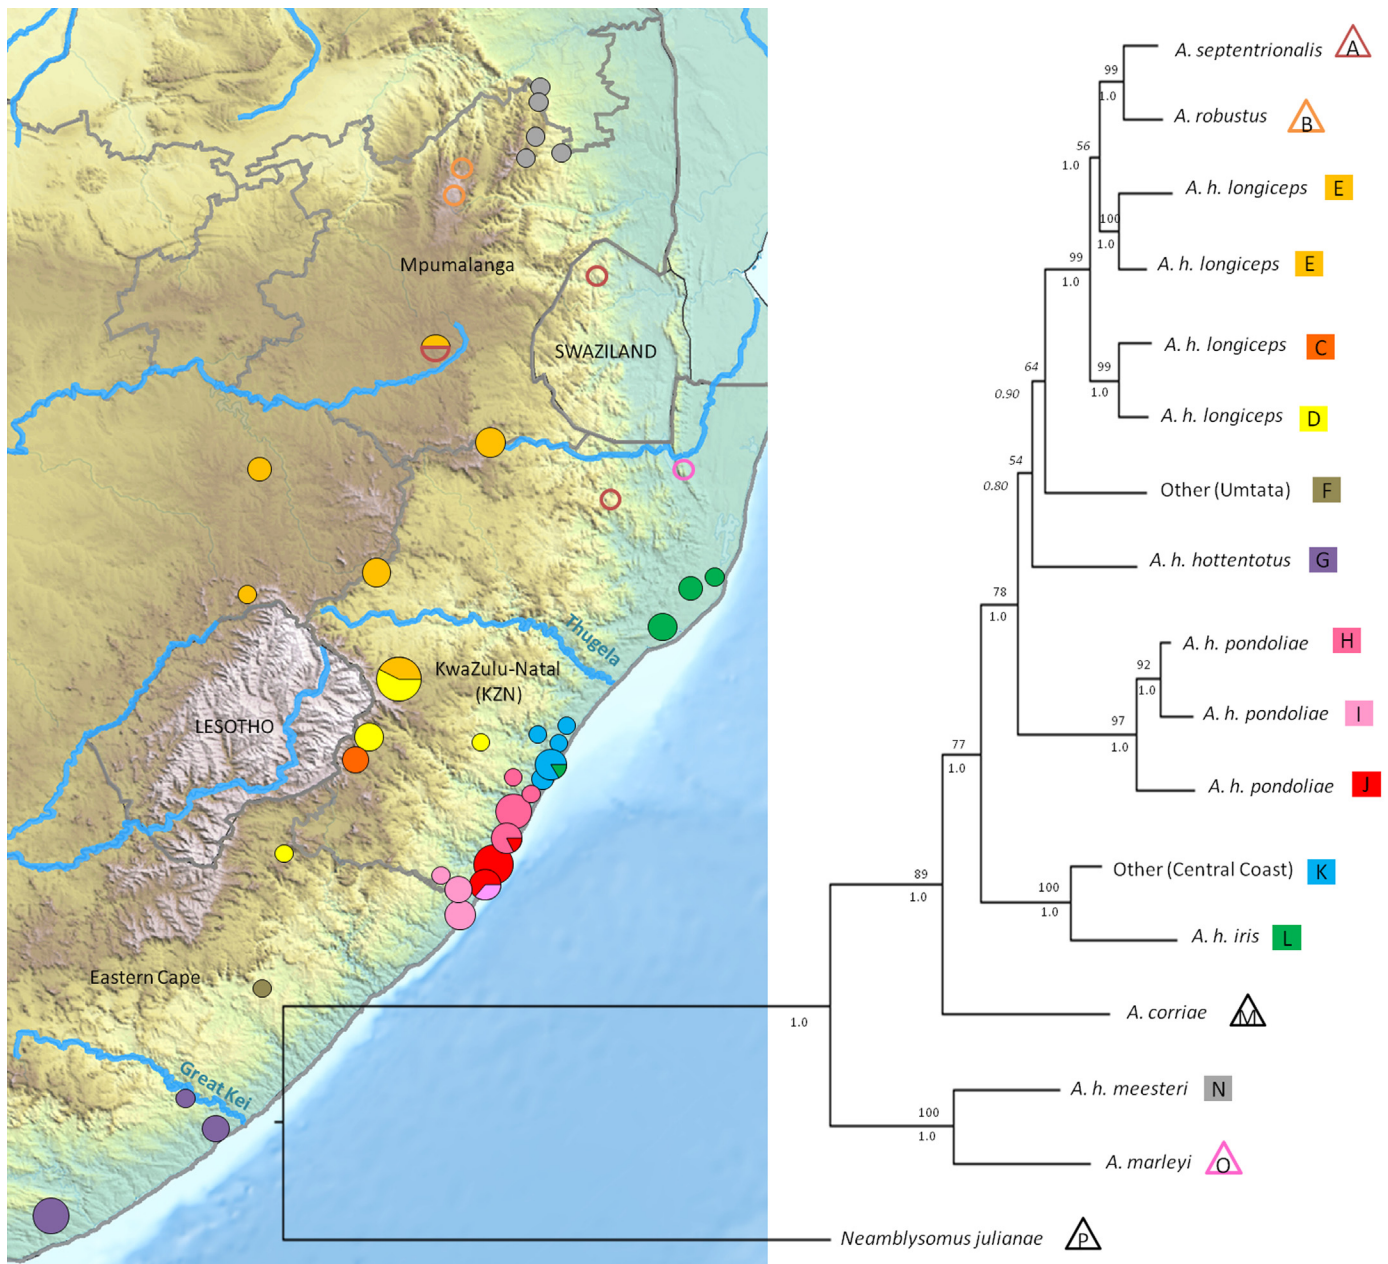 Mpumalanga
SWAZILAND
Thugela
KwaZulu-Natal
(KZN)
LESOTHO
Eastern Cape
Great Kei
A. septentrionalis A
99
1.0
A. robustus B
56
1.0
A. h. longiceps E
100
1.0
99
1.0
A. h. longiceps E
A. h. longiceps C
99
1.0
64
0.90
A. h. longiceps D
54
0.80
Other (Umtata) F
A. h. hottentotus G
78
1.0
A. h. pondoliae H
92
1.0
A. h. pondoliae I
97
1.0
77
1.0
A. h. pondoliae J
Other (Central Coast) K
89
1.0
100
1.0
A. h. iris L
A. corriae M
1.0
A. h. meesteri N
100
1.0
A. marleyi O
Neamblysomus julianae P